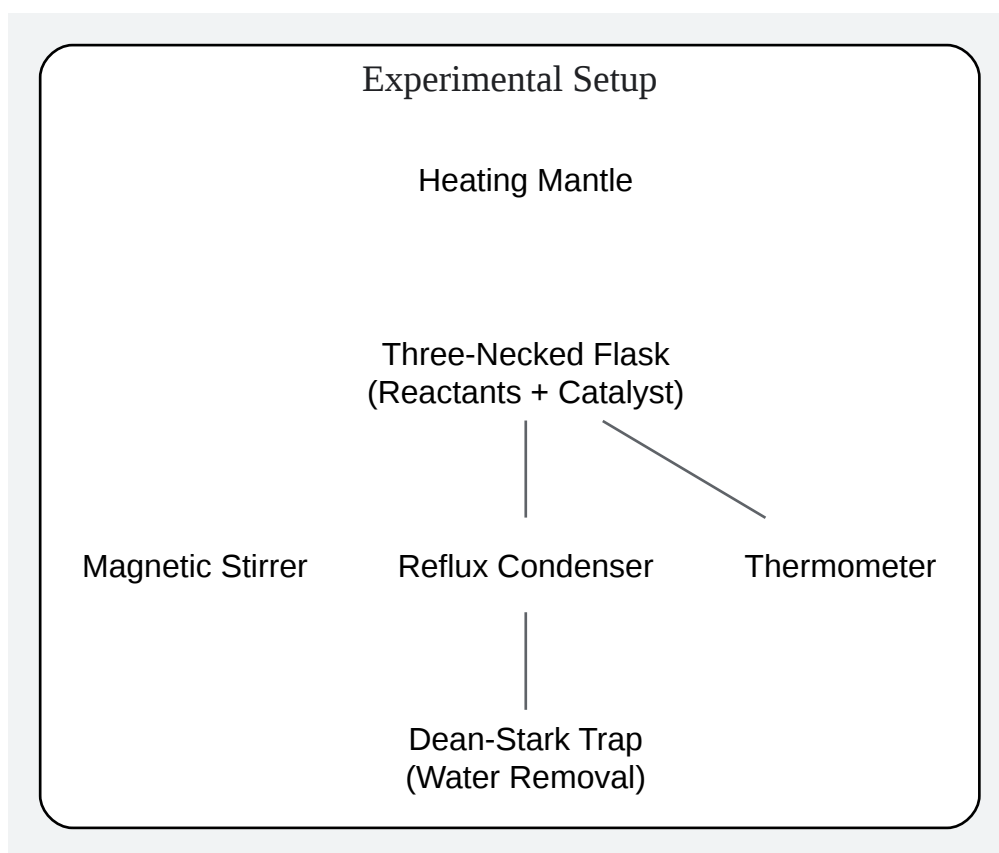 Experimental Setup
Heating Mantle
Three-Necked Flask
(Reactants + Catalyst)
Magnetic Stirrer
Reflux Condenser
Thermometer
Dean-Stark Trap
(Water Removal)